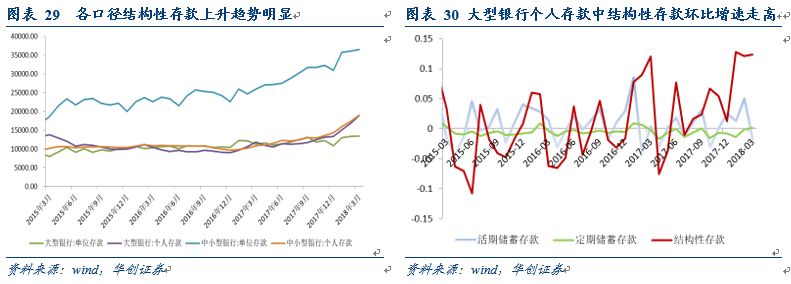 图表 29 各口径结构性存款上升趋势明显
40000.00
35000.00
30000.00
25000.00
20000.00
15000.00
10000.00
5000.00
0.00
2015年3月
2015年6月
2015年9月
2015年12月
2016年3月
2016年6月
2016年9月
2016年12月
2017年3月
2017年6月
2017年9月
2017年12月
2018年3月
大型银行:单位存款 大型银行:个人存款 中小型银行:单位存款 中小型银行:个人存款
资料来源：wind，华创证券
图表 30 大型银行个人存款中结构性存款环比增速走高
0.15
0.1
0.05
0
-0.05
-0.1
-0.15
2015-03
2015-06
2015-09
2015-12
2016-03
2016-06
2016-09
2016-12
2017-03
2017-06
2017-09
2017-12
2018-03
活期储蓄存款 定期储蓄存款 结构性存款
资料来源：wind，华创证券